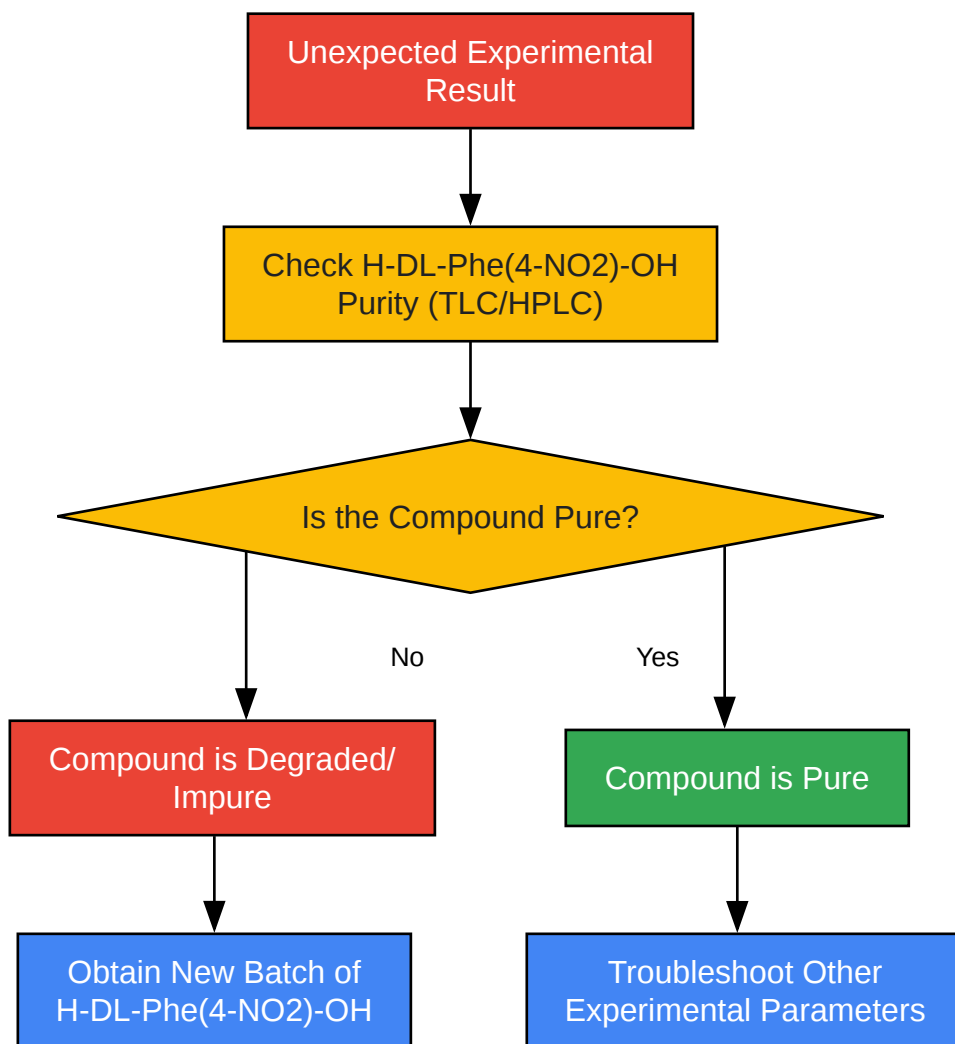 Unexpected Experimental
Result
Check H-DL-Phe(4-NO2)-OH
Purity (TLC/HPLC)
Is the Compound Pure?
No
Yes
Compound is Degraded/
Impure
Compound is Pure
Obtain New Batch of
H-DL-Phe(4-NO2)-OH
Troubleshoot Other
Experimental Parameters